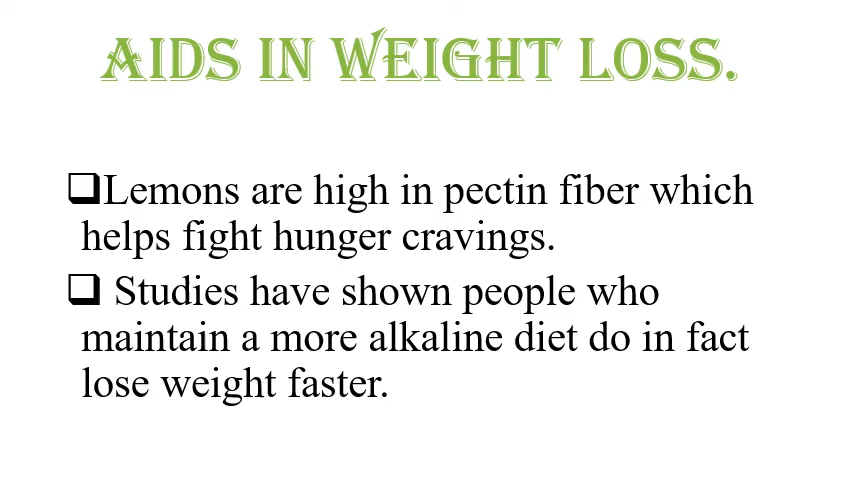 AIDS IN WEIGHT LOSS.
❑Lemons are high in pectin fiber which
helps fight hunger cravings.
❑ Studies have shown people who
maintain a more alkaline diet do in fact
lose weight faster.